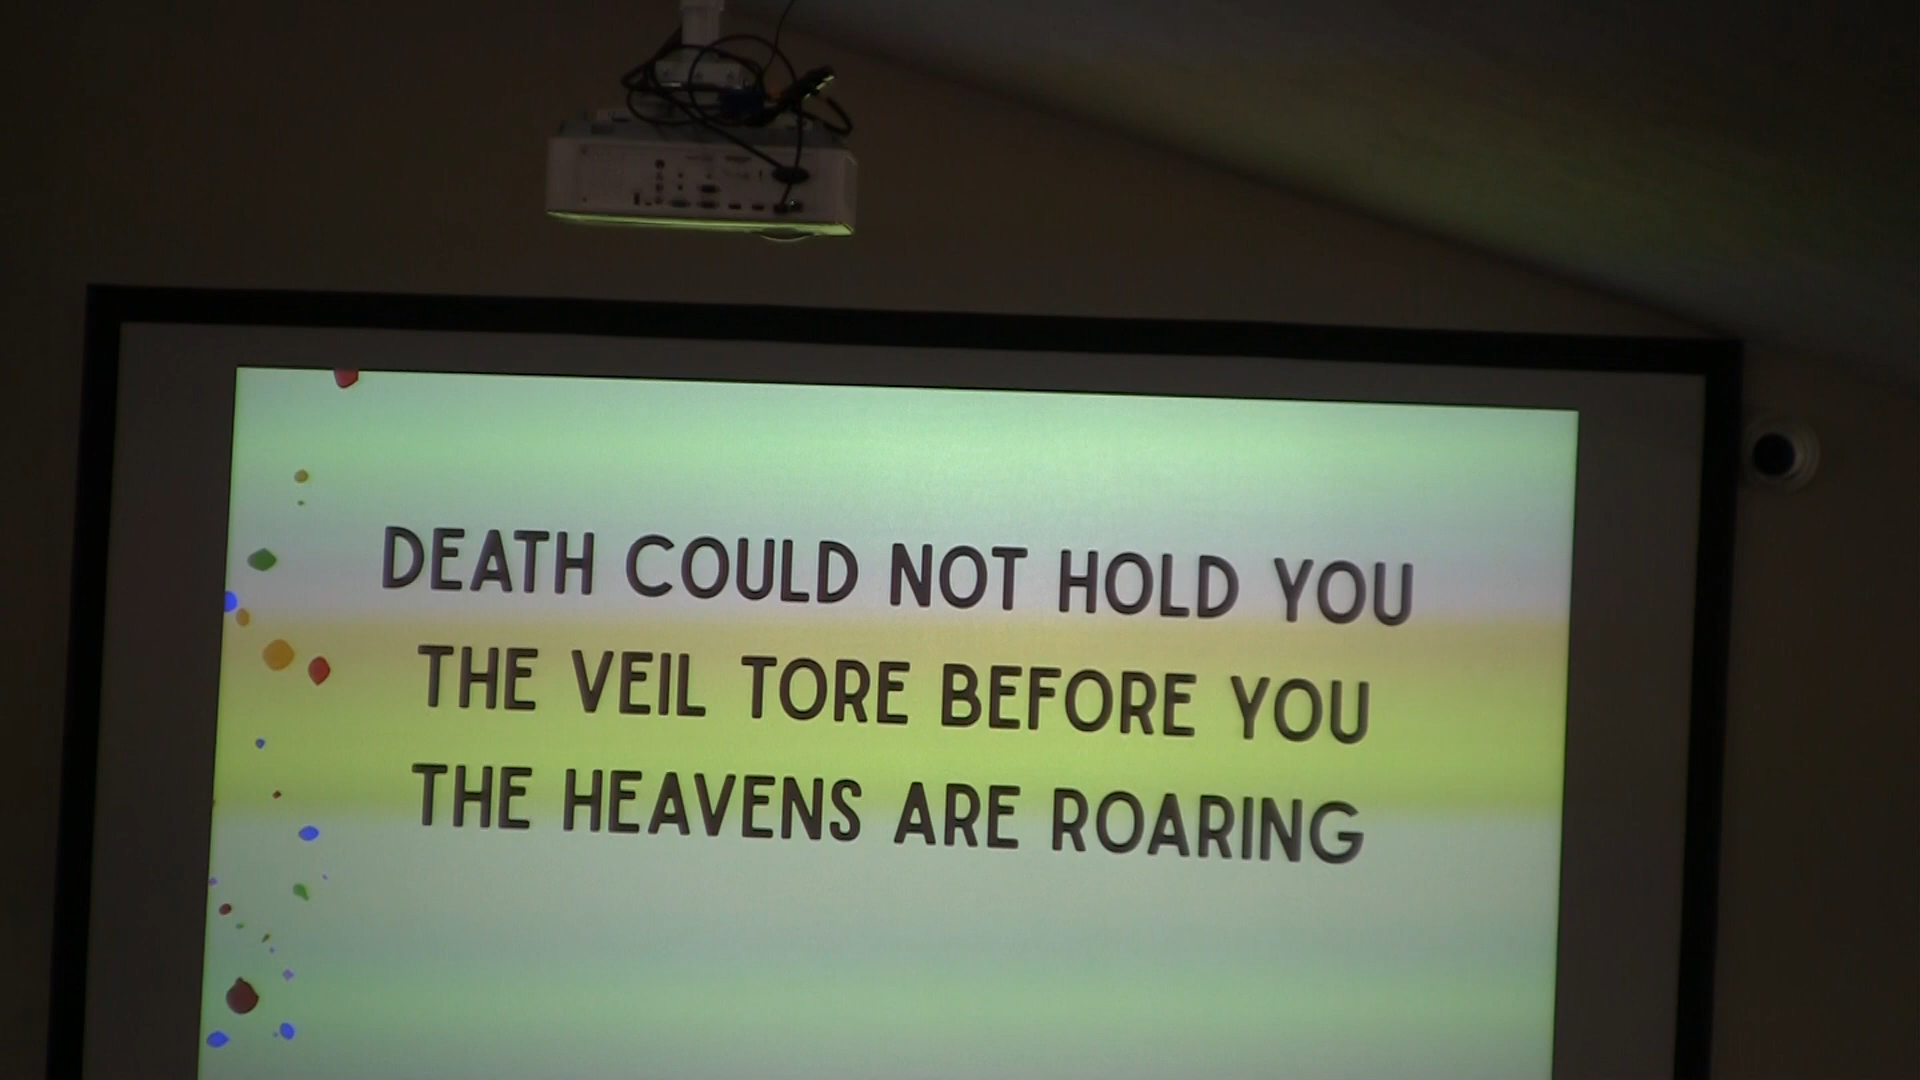 DEATH COULD NOT HOLD YOU
THE VEIL TORE BEFORE YOU
THE HEAVENS ARE ROARING